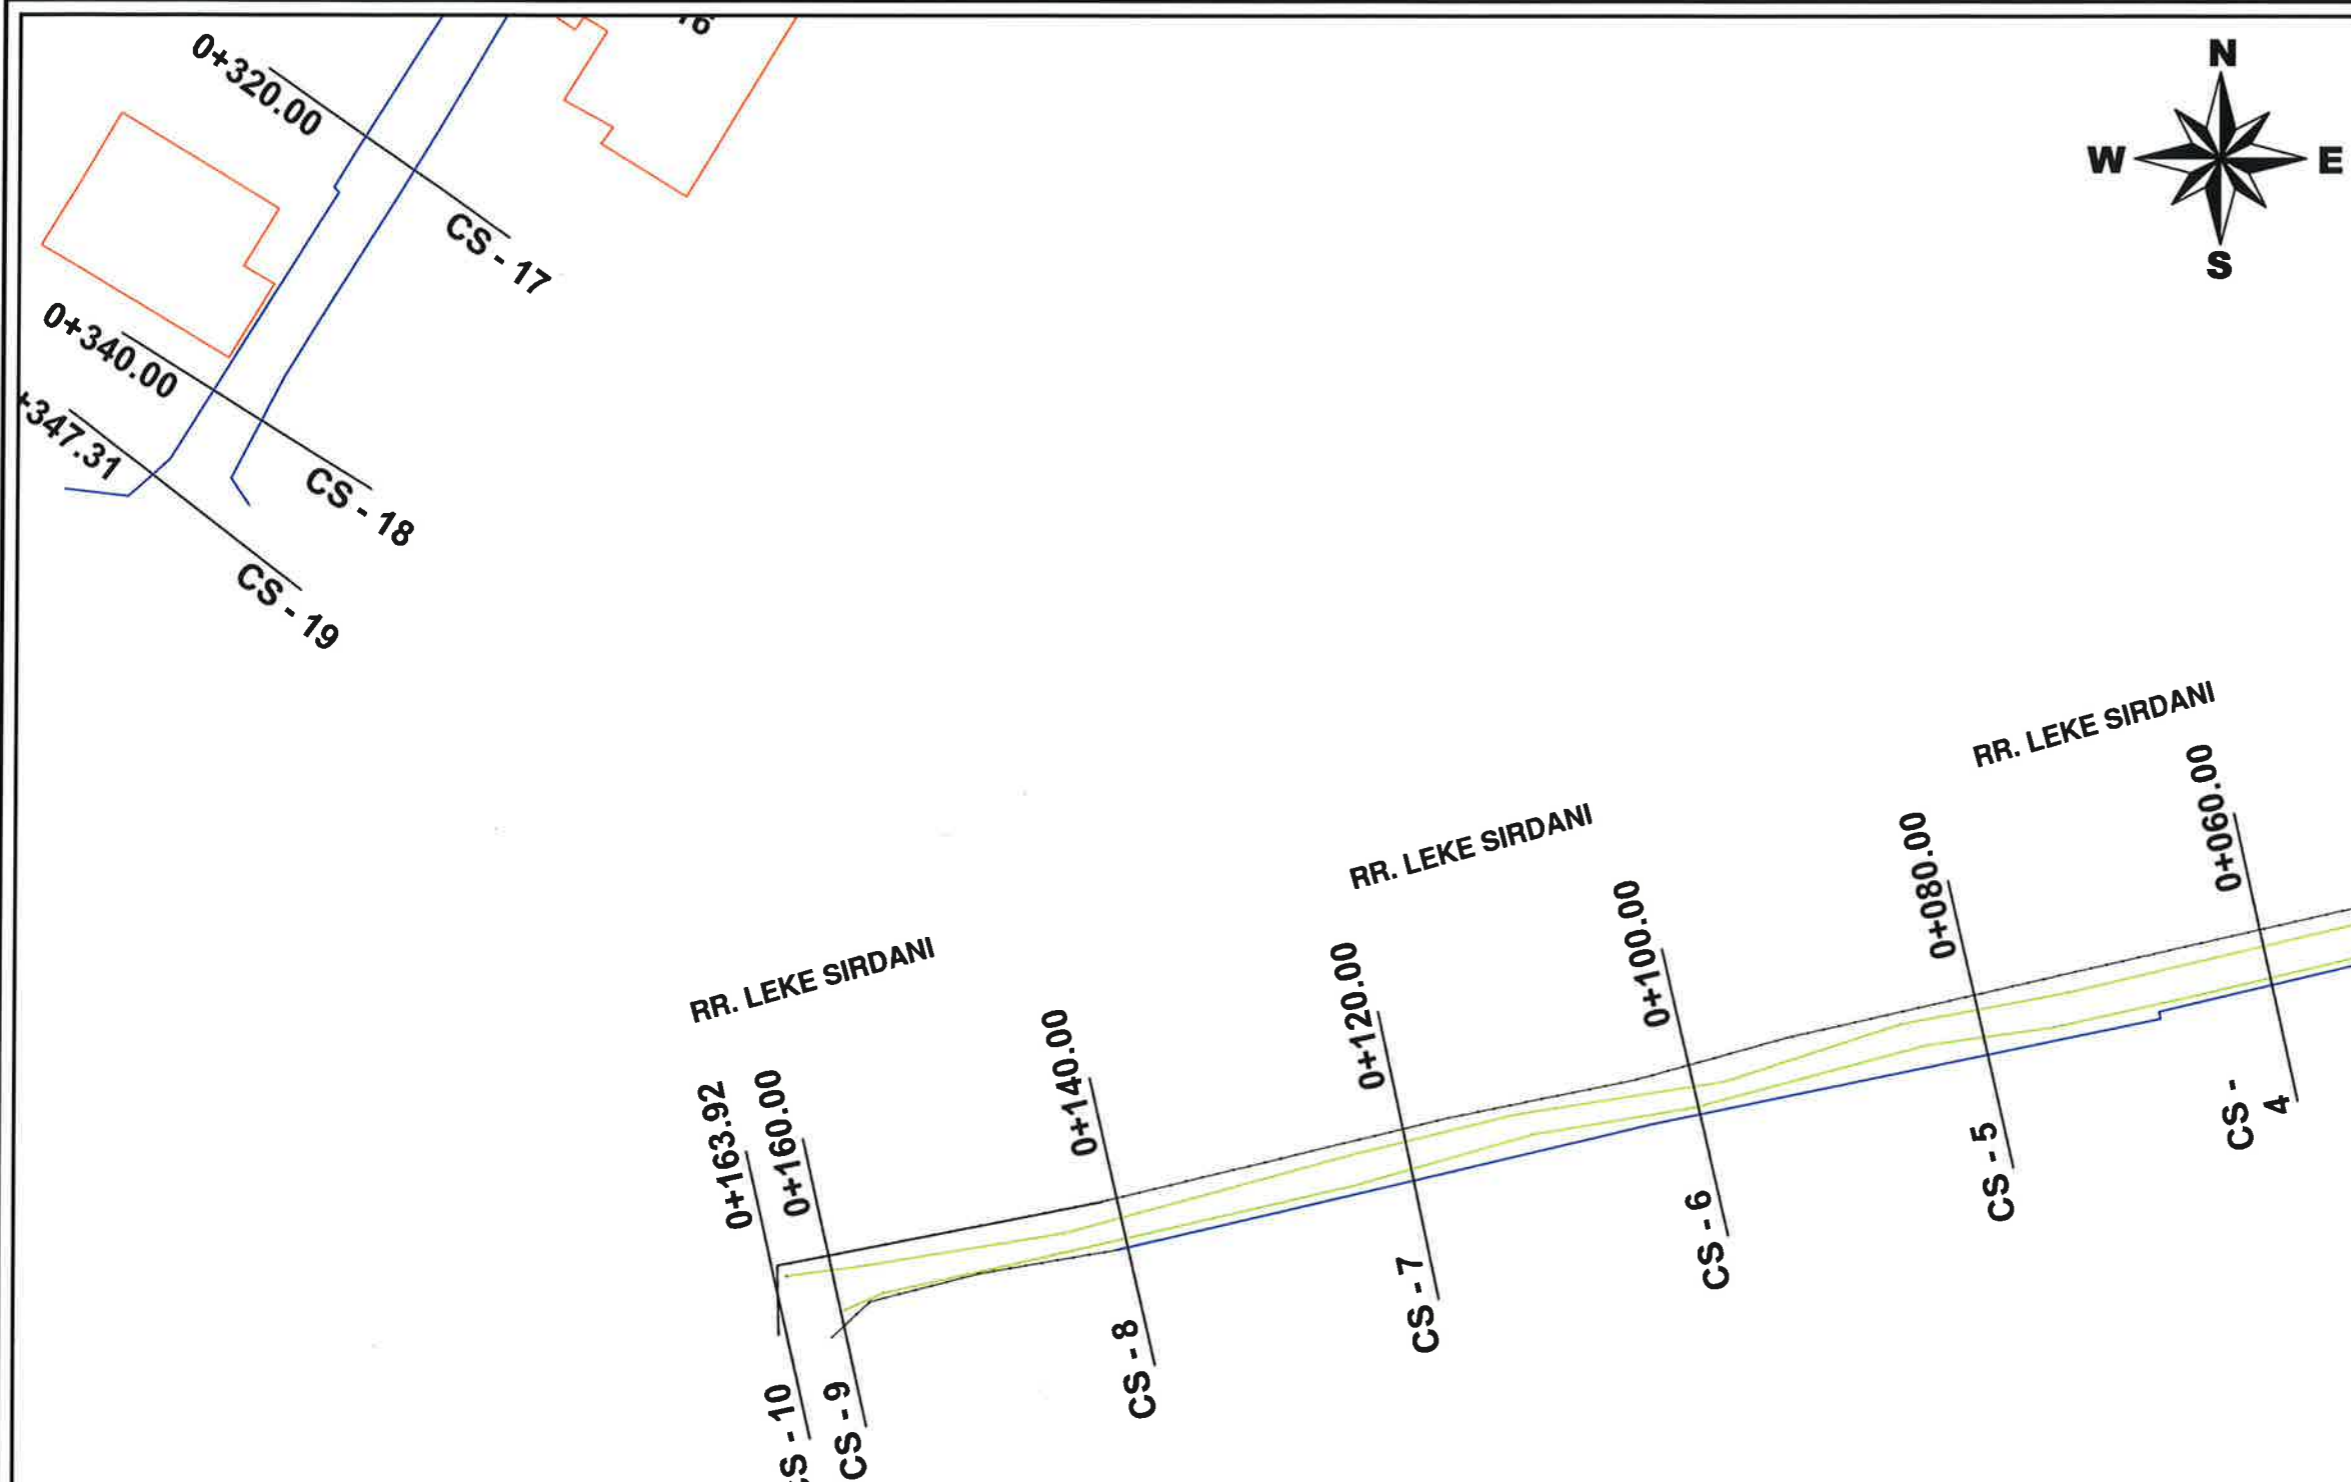 0+320.00
CS - 17
0+340.00
CS - 18
+347.31
CS - 19
N
W
E
S
RR. LEKE SIRDANI
RR. LEKE SIRDANI
RR. LEKE SIRDANI
0+163.92
0+160.00
0+140.00
0+120.00
0+100.00
0+080.00
0+060.00
CS - 10
CS - 9
CS - 8
CS - 7
CS - 6
CS - 5
CS -
4